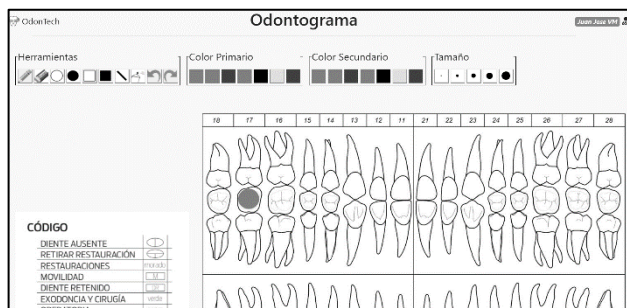 OdonTech
Odontograma
Juan Jose VM
Herramientas
Color Primario
Color Secundario
Tamaño
18 17 16 15 14 13 12 11 21 22 23 24 25 26 27 28
CÓDIGO
DIENTE AUSENTE
RETIRAR RESTAURACIÓN
RESTAURACIONES morado
MOVILIDAD M
DIENTE RETENIDO
EXODONCIA Y CIRUGÍA verde